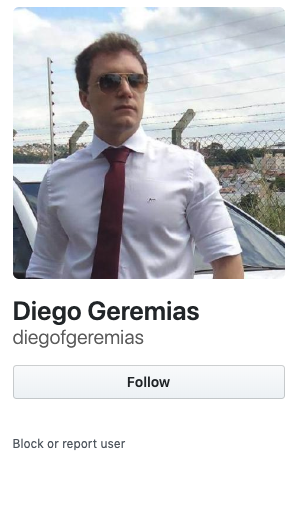 Diego Geremias
diegofgeremias
Follow
Block or report user